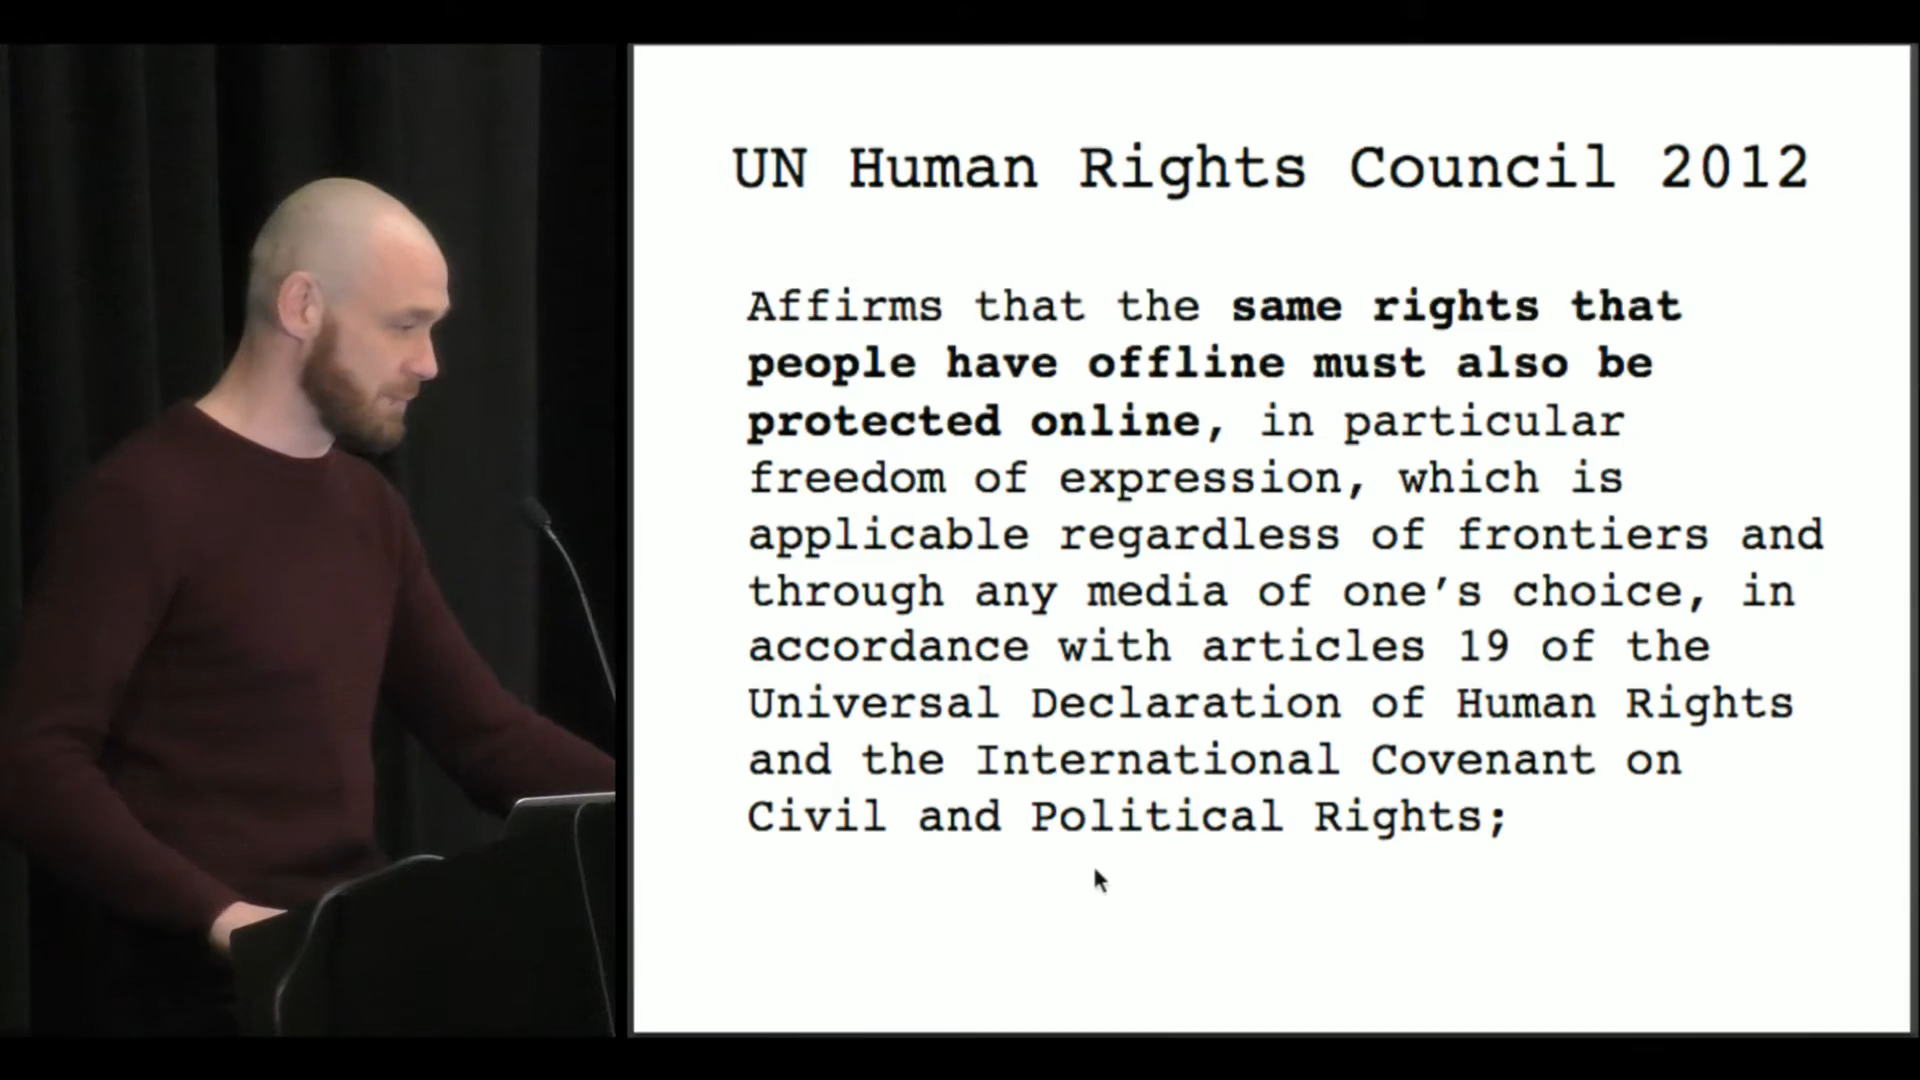 UN Human Rights Council 2012
Affirms that the same rights that
people have offline must also be
protected online, in particular
freedom of expression, which is
applicable regardless of frontiers and
through any media of one’s choice, in
accordance with articles 19 of the
Universal Declaration of Human Rights
and the International Covenant on
Civil and Political Rights;